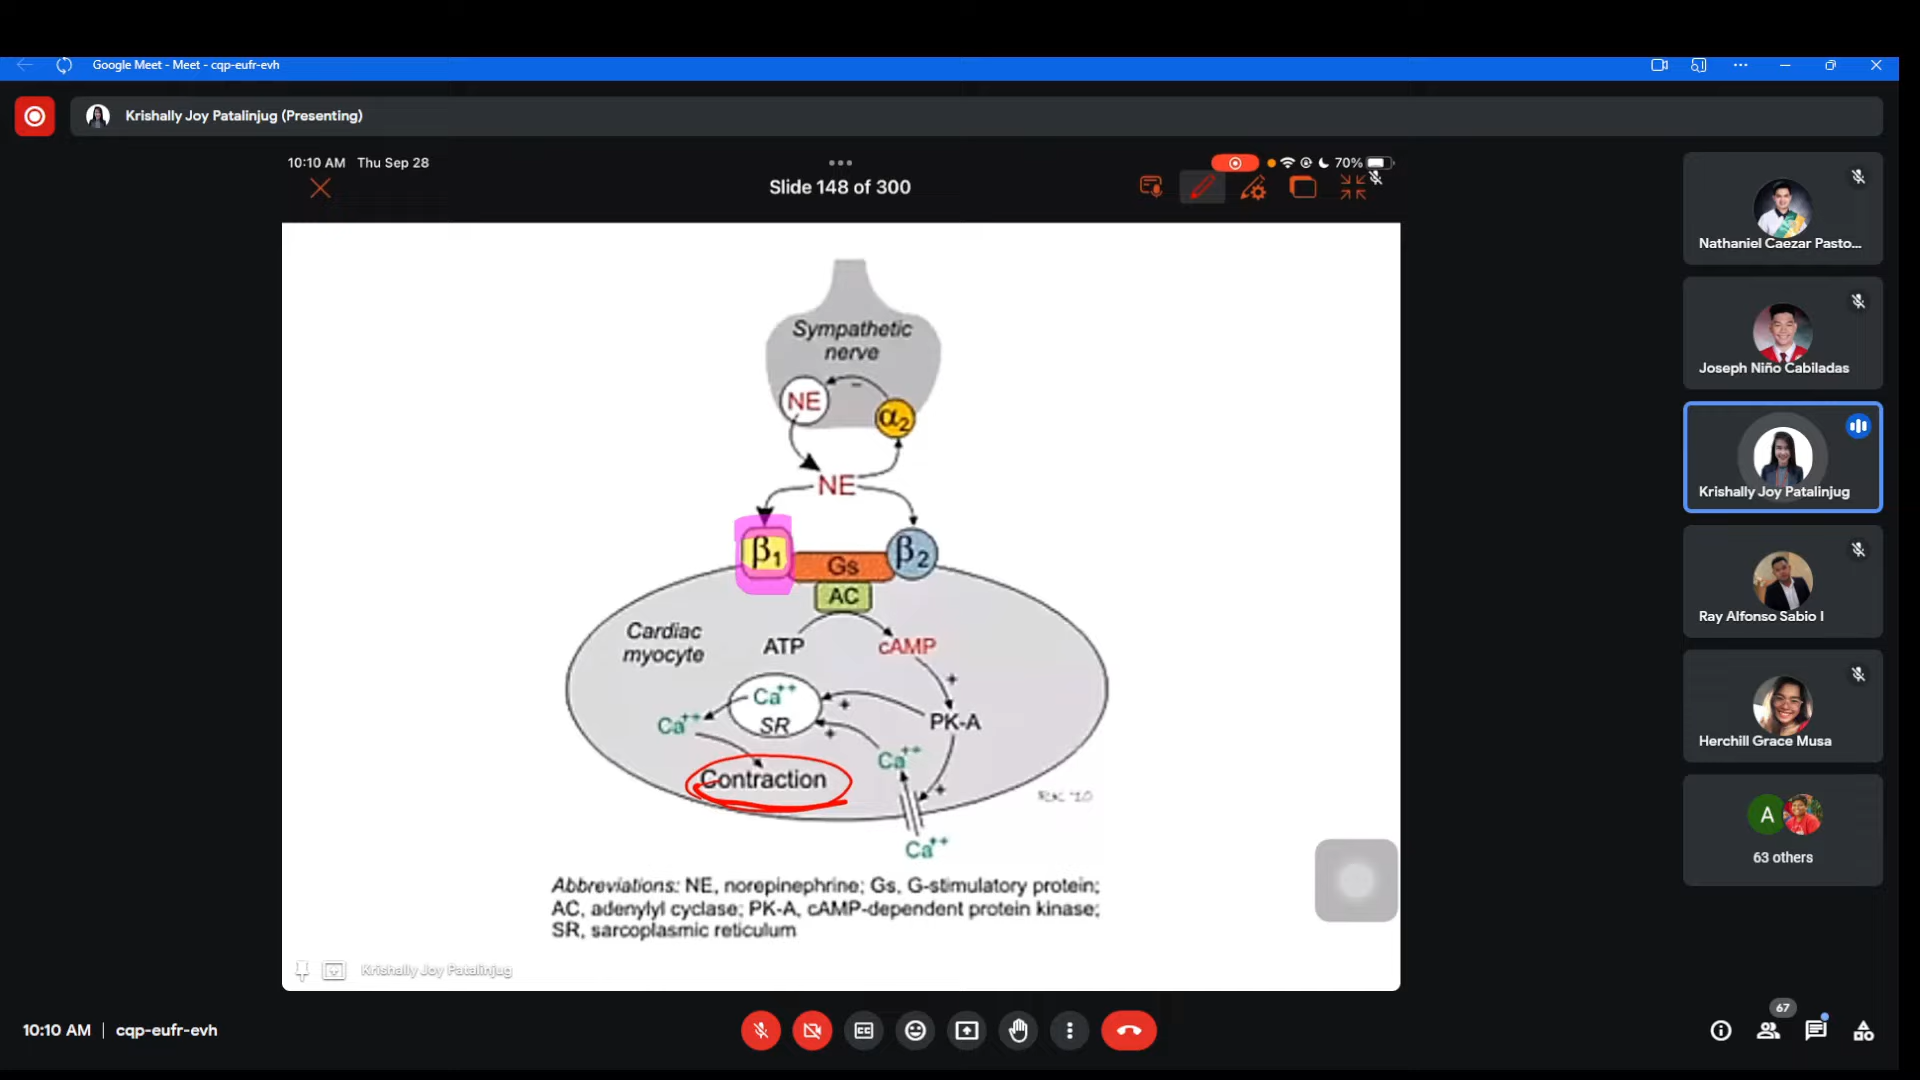 Google Meet - Meet - cqp-eufr-evh
Krishally Joy Patalinjug (Presenting)
10:10 AM Thu Sep 28
70%
Slide 148 of 300
Sympathetic
nerve
NE
α2
NE
β1
Gs
β2
AC
Cardiac
myocyte
ATP
cAMP
Ca++
SR
Ca++
PK-A
Ca++
Contraction
Ca++
Abbreviations: NE, norepinephrine; Gs, G-stimulatory protein;
AC, adenylyl cyclase; PK-A, cAMP-dependent protein kinase;
SR, sarcoplasmic reticulum
Krishally Joy Patalinjug
Nathaniel Caezar Pasto...
Joseph Niño Cabiladas
Krishally Joy Patalinjug
Ray Alfonso Sabio I
Herchill Grace Musa
A
63 others
10:10 AM | cqp-eufr-evh
67